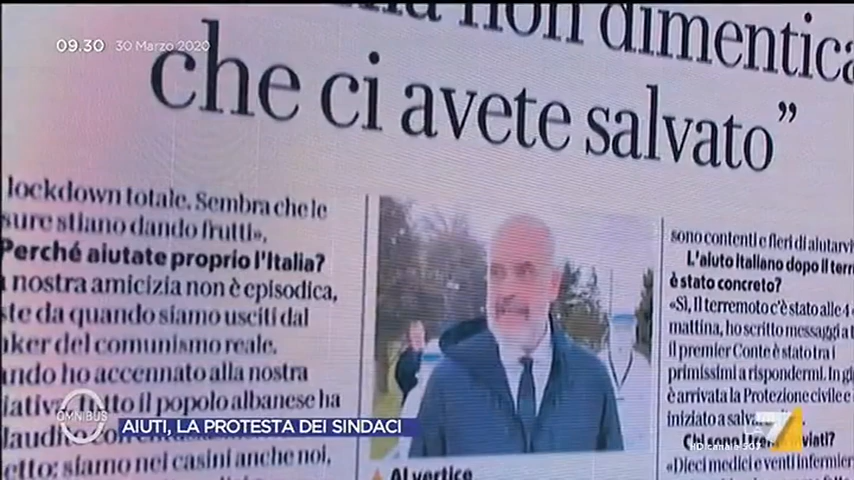 09.30 30 Marzo 2020
non dimentica
che ci avete salvato”
lockdown totale. Sembra che le
sure stiano dando frutti»,
Perché aiutate proprio l'Italia?
nostra amicizia non è episodica,
ste da quando siamo usciti dal
nker del comunismo reale.
ando ho accennato alla nostra
iativa tutto il popolo albanese ha
etto: siamo nei casini anche noi,
Al vertice
sono contenti e fieri di aiutarvi
L'aiuto italiano dopo il terr
è stato concreto?
«Sì, Il terremoto c'è stato alle 4
mattina, ho scritto messaggi a t
il premier Conte è stato tra i
primissimi a rispondermi. In gi
è arrivata la Protezione civile e
iniziato a
«Dieci medici e venti infermier
OMNIBUS
AIUTI, LA PROTESTA DEI SINDACI
7